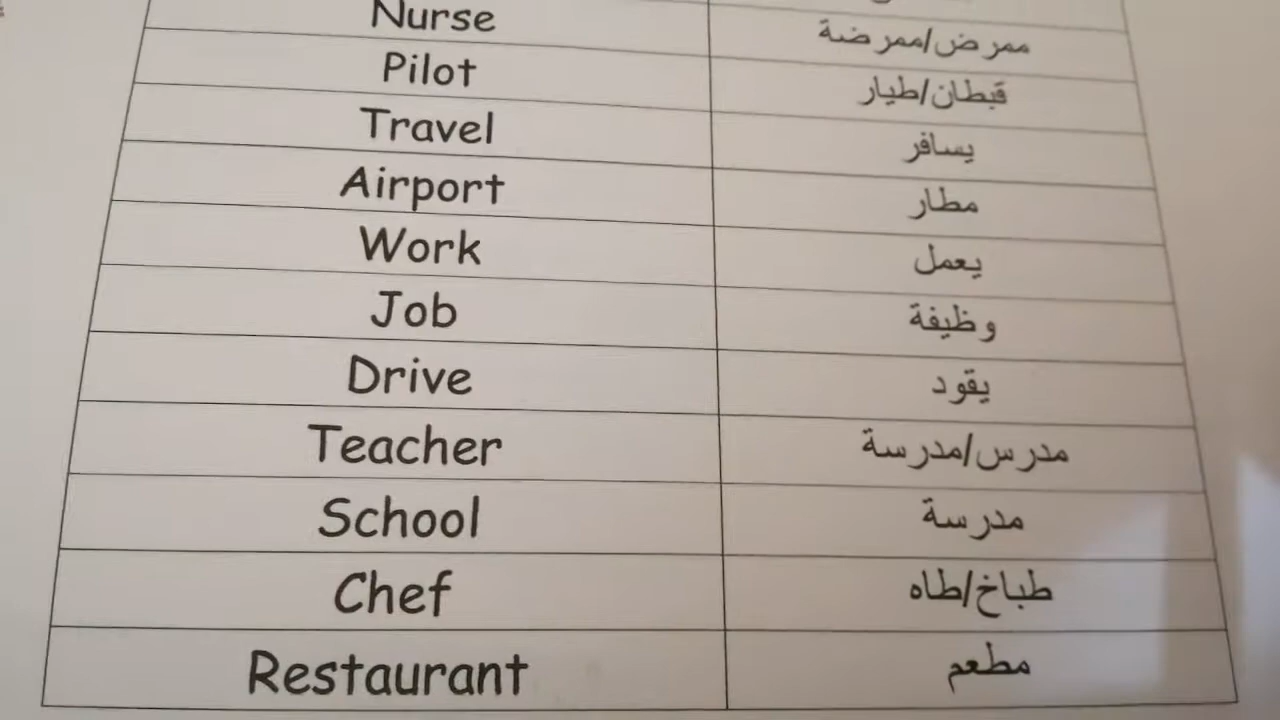 Nurse ممرض/ممرضة
Pilot قبطان/طيار
Travel يسافر
Airport مطار
Work يعمل
Job وظيفة
Drive يقود
Teacher مدرس/مدرسة
School مدرسة
Chef طباخ/طاه
Restaurant مطعم